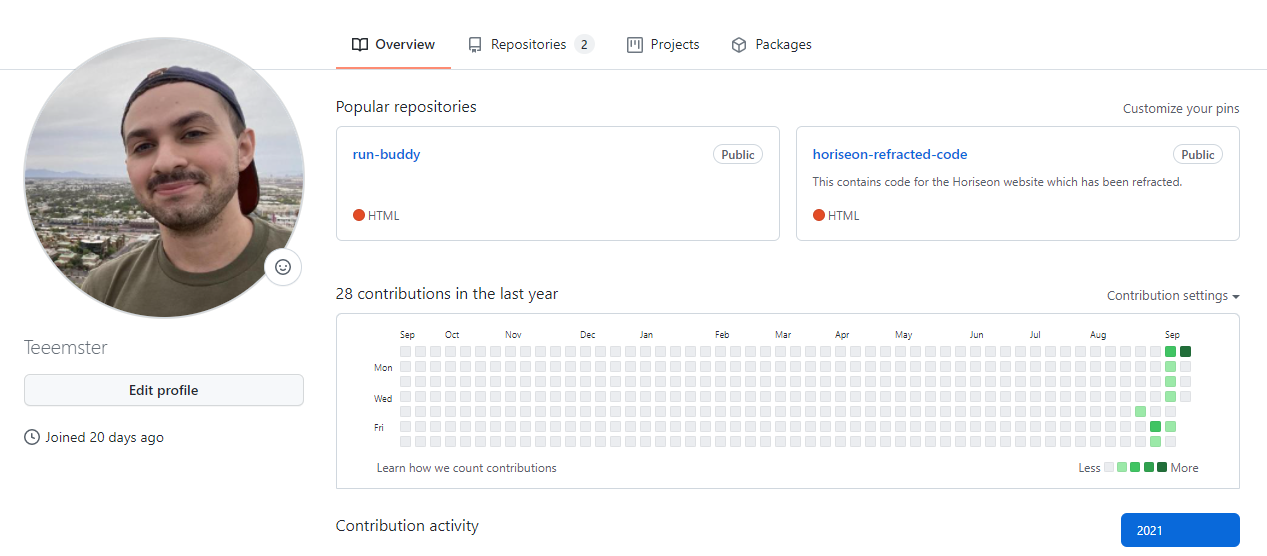 Overview Repositories 2 Projects Packages
Popular repositories Customize your pins
run-buddy Public
HTML
horiseon-refracted-code Public
This contains code for the Horiseon website which has been refracted.
HTML
Teeemster
Edit profile
Joined 20 days ago
28 contributions in the last year Contribution settings
Sep Oct Nov Dec Jan Feb Mar Apr May Jun Jul Aug Sep
Mon
Wed
Fri
Learn how we count contributions Less More
Contribution activity 2021